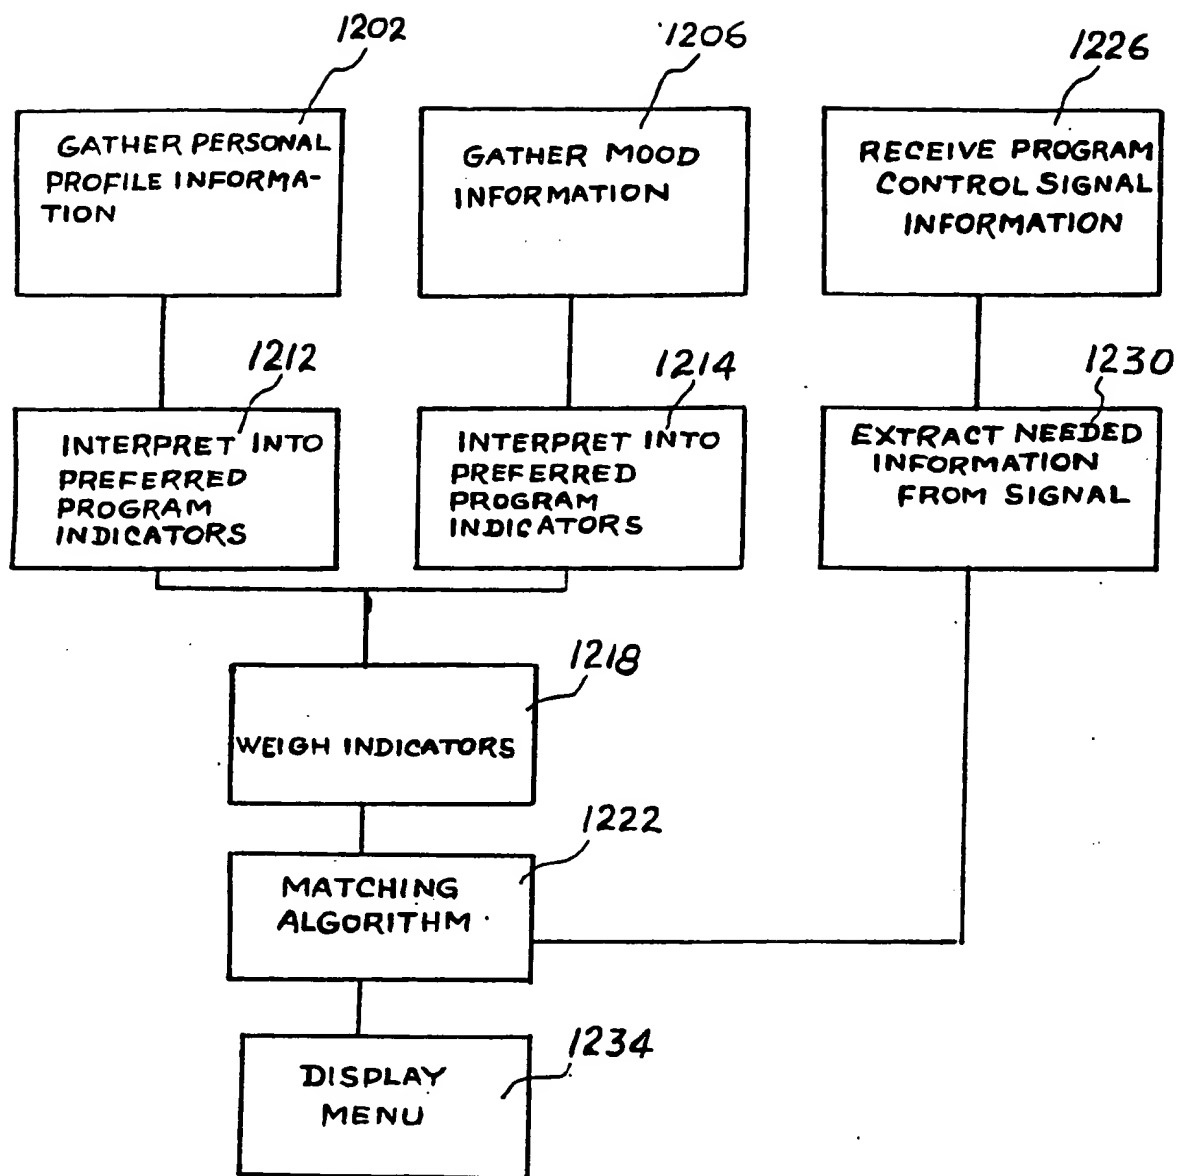 1202
1206
1226
GATHER PERSONAL
PROFILE INFORMA-
TION
GATHER MOOD
INFORMATION
RECEIVE PROGRAM
CONTROL SIGNAL
INFORMATION
1212
1214
1230
INTERPRET INTO
PREFERRED
PROGRAM
INDICATORS
INTERPRET INTO
PREFERRED
PROGRAM
INDICATORS
EXTRACT NEEDED
INFORMATION
FROM SIGNAL
1218
WEIGH INDICATORS
1222
MATCHING
ALGORITHM
1234
DISPLAY
MENU